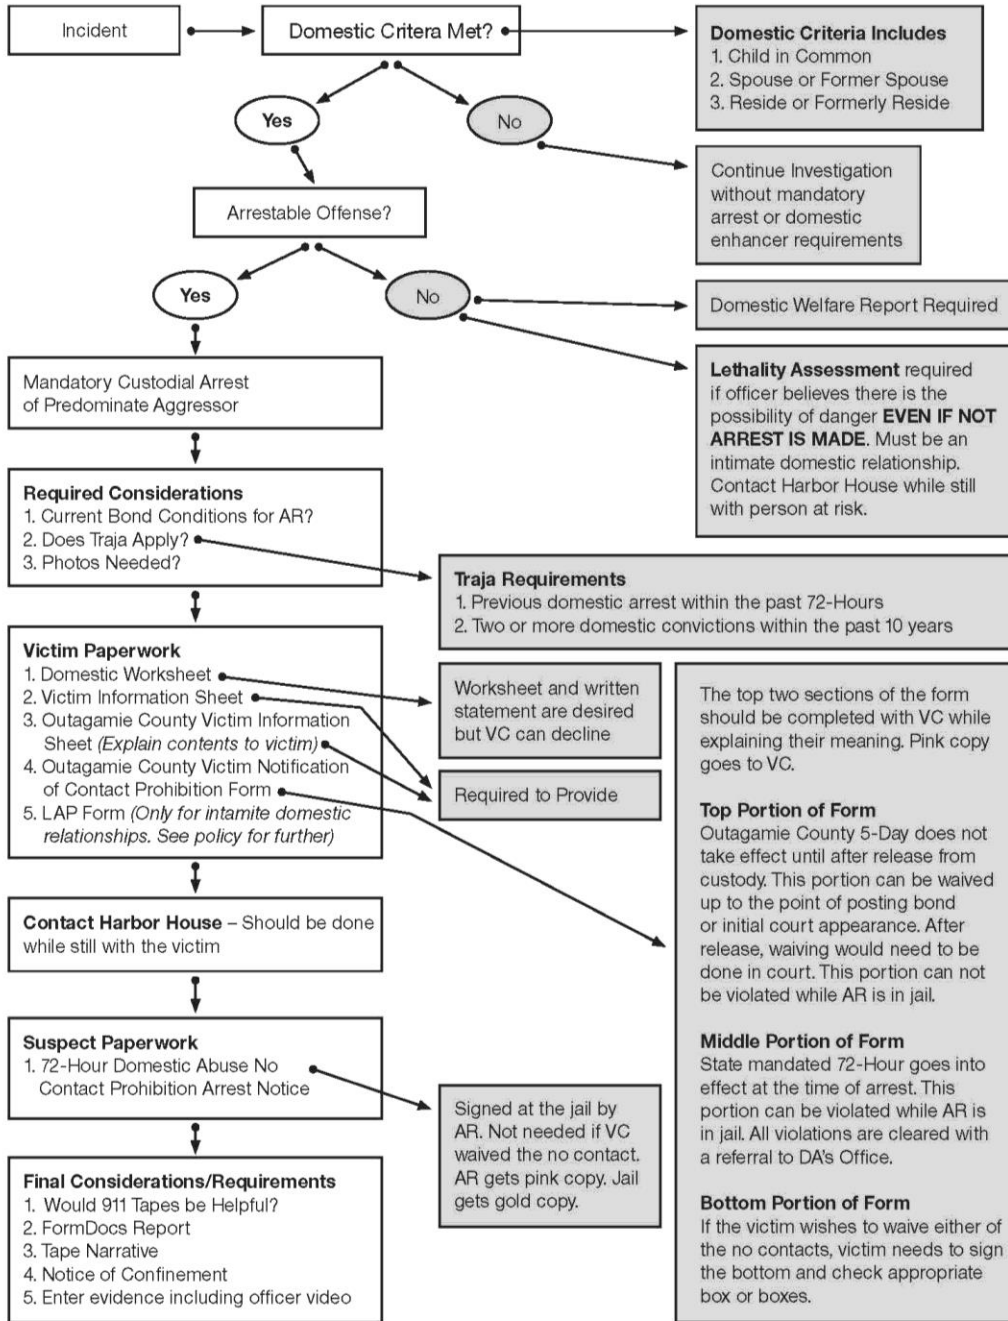 Incident
Domestic Critera Met?
Domestic Criteria Includes
1. Child in Common
2. Spouse or Former Spouse
3. Reside or Formerly Reside
Yes
No
Continue Investigation
without mandatory
arrest or domestic
enhancer requirements
Arrestable Offense?
Yes
No
Domestic Welfare Report Required
Lethality Assessment required
if officer believes there is the
possibility of danger EVEN IF NOT
ARREST IS MADE. Must be an
intimate domestic relationship.
Contact Harbor House while still
with person at risk.
Mandatory Custodial Arrest
of Predominate Aggressor
Required Considerations
1. Current Bond Conditions for AR?
2. Does Traja Apply?
3. Photos Needed?
Traja Requirements
1. Previous domestic arrest within the past 72-Hours
2. Two or more domestic convictions within the past 10 years
Victim Paperwork
1. Domestic Worksheet
2. Victim Information Sheet
3. Outagamie County Victim Information
Sheet (Explain contents to victim)
4. Outagamie County Victim Notification
of Contact Prohibition Form
5. LAP Form (Only for intamite domestic
relationships. See policy for further)
Worksheet and written
statement are desired
but VC can decline
Required to Provide
The top two sections of the form
should be completed with VC while
explaining their meaning. Pink copy
goes to VC.
Top Portion of Form
Outagamie County 5-Day does not
take effect until after release from
custody. This portion can be waived
up to the point of posting bond
or initial court appearance. After
release, waiving would need to be
done in court. This portion can not
be violated while AR is in jail.
Middle Portion of Form
State mandated 72-Hour goes into
effect at the time of arrest. This
portion can be violated while AR is
in jail. All violations are cleared with
a referral to DA's Office.
Bottom Portion of Form
If the victim wishes to waive either of
the no contacts, victim needs to sign
the bottom and check appropriate
box or boxes.
Contact Harbor House – Should be done
while still with the victim
Suspect Paperwork
1. 72-Hour Domestic Abuse No
Contact Prohibition Arrest Notice
Signed at the jail by
AR. Not needed if VC
waived the no contact.
AR gets pink copy. Jail
gets gold copy.
Final Considerations/Requirements
1. Would 911 Tapes be Helpful?
2. FormDocs Report
3. Tape Narrative
4. Notice of Confinement
5. Enter evidence including officer video